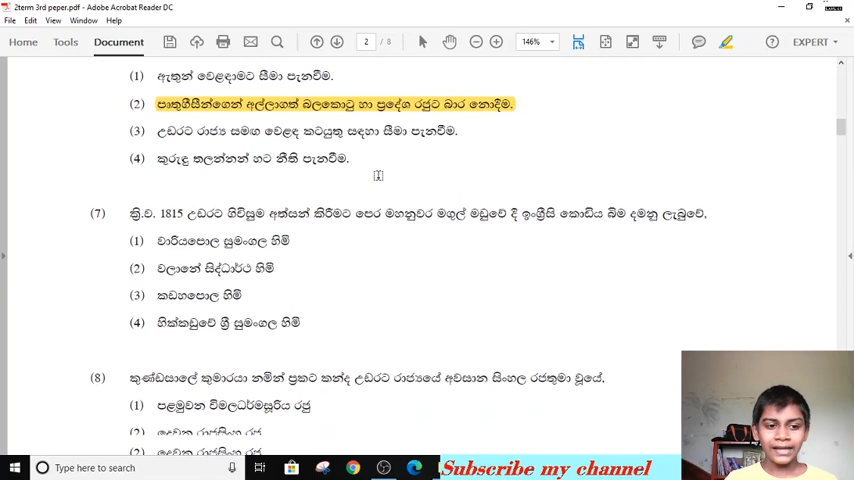 2term 3rd peper.pdf - Adobe Acrobat Reader DC
File Edit View Window Help
Home Tools Document 2 / 8 146% EXPERT
(1) ඇතුන් වෙළඳාමට සීමා පැනවීම.
(2) පෘතුගීසීන්ගෙන් අල්ලාගත් බලකොටු හා ප්‍රදේශ රජුට බාර නොදීම.
(3) උඩරට රාජ්‍ය සමඟ වෙළඳ කටයුතු සඳහා සීමා පැනවීම.
(4) කුරුඳු තලන්නන් හට නීති පැනවීම.
(7) ක්‍රි.ව. 1815 උඩරට ගිවිසුම අත්සන් කිරීමට පෙර මහනුවර මගුල් මඩුවේ දී ඉංග්‍රීසි කොඩිය බිම දමනු ලැබුවේ,
(1) වාරියපොල සුමංගල හිමි
(2) වලානේ සිද්ධාර්ථ හිමි
(3) කඩහපොල හිමි
(4) හික්කඩුවේ ශ්‍රී සුමංගල හිමි
(8) කුණ්ඩසාලේ කුමාරයා නමින් ප්‍රකට කන්ද උඩරට රාජ්‍යයේ අවසාන සිංහල රජතුමා වූයේ,
(1) පළමුවන විමලධර්මසූරිය රජු
(2) දෙවන රාජසිංහ රජු
Type here to search
Subscribe my channel